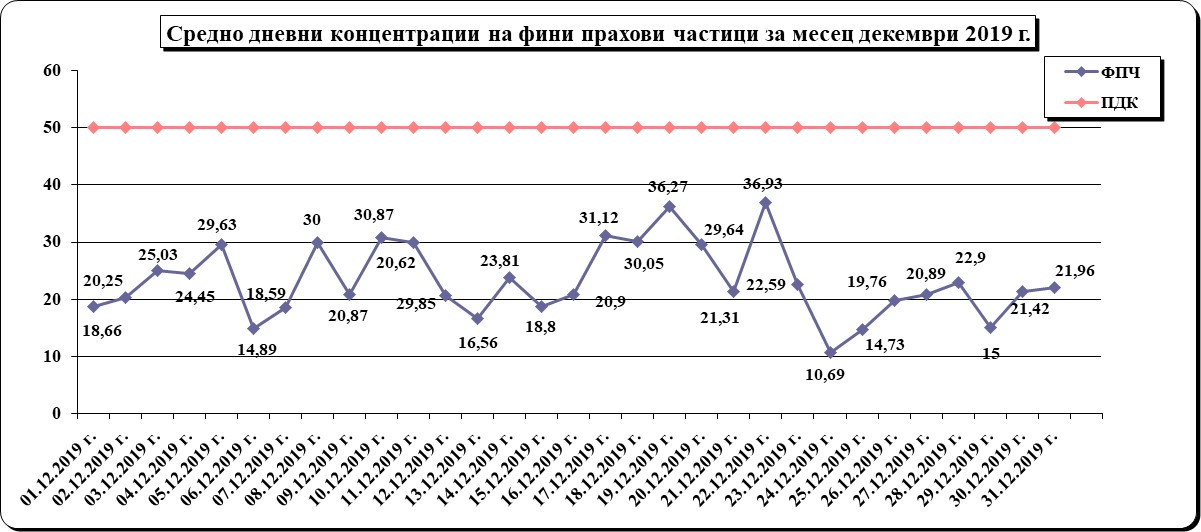 Средно дневни концентрации на фини прахови частици за месец декември 2019 г.
ФПЧ
ПДК
60
50
40
30
20
10
0
18,66
20,25
25,03
24,45
29,63
14,89
18,59
30
20,87
30,87
29,85
20,62
16,56
23,81
18,8
20,9
31,12
30,05
36,27
29,64
21,31
36,93
22,59
10,69
14,73
19,76
20,89
22,9
15
21,42
21,96
01.12.2019 г.
02.12.2019 г.
03.12.2019 г.
04.12.2019 г.
05.12.2019 г.
06.12.2019 г.
07.12.2019 г.
08.12.2019 г.
09.12.2019 г.
10.12.2019 г.
11.12.2019 г.
12.12.2019 г.
13.12.2019 г.
14.12.2019 г.
15.12.2019 г.
16.12.2019 г.
17.12.2019 г.
18.12.2019 г.
19.12.2019 г.
20.12.2019 г.
21.12.2019 г.
22.12.2019 г.
23.12.2019 г.
24.12.2019 г.
25.12.2019 г.
26.12.2019 г.
27.12.2019 г.
28.12.2019 г.
29.12.2019 г.
30.12.2019 г.
31.12.2019 г.